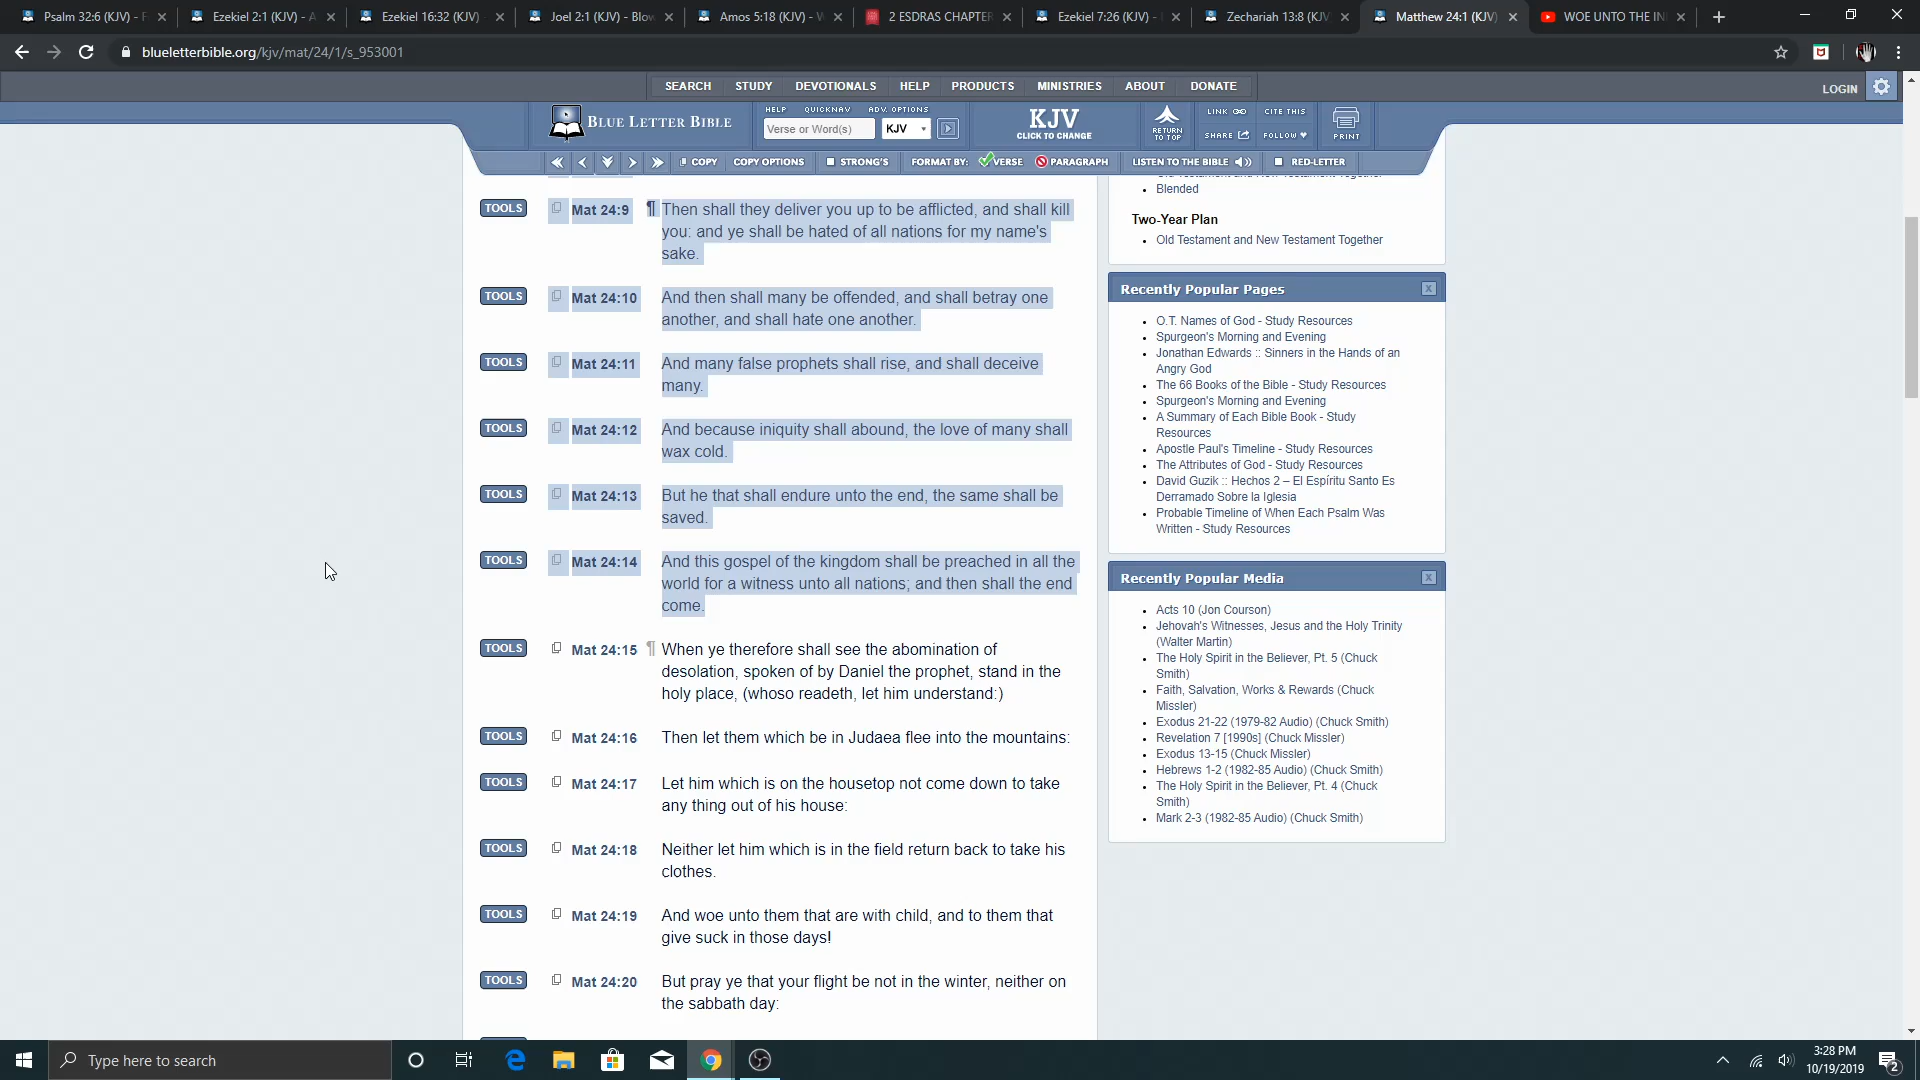 Psalm 32:6 (KJV) - F
Ezekiel 2:1 (KJV) - A
Ezekiel 16:32 (KJV)
Joel 2:1 (KJV) - Blow
Amos 5:18 (KJV) - W
2 ESDRAS CHAPTER
Ezekiel 7:26 (KJV) -
Zechariah 13:8 (KJV
Matthew 24:1 (KJV)
WOE UNTO THE IN
blueletterbible.org/kjv/mat/24/1/s_953001
SEARCH STUDY DEVOTIONALS HELP PRODUCTS MINISTRIES ABOUT DONATE
LOGIN
BLUE LETTER BIBLE
HELP QUICKNAV ADV. OPTIONS
Verse or Word(s) KJV
KJV
CLICK TO CHANGE
RETURN
TO TOP
LINK CITE THIS
SHARE FOLLOW
PRINT
COPY COPY OPTIONS STRONG'S FORMAT BY: VERSE PARAGRAPH LISTEN TO THE BIBLE RED-LETTER
TOOLS Mat 24:9 ¶ Then shall they deliver you up to be afflicted, and shall kill
you: and ye shall be hated of all nations for my name's
sake.
TOOLS Mat 24:10 And then shall many be offended, and shall betray one
another, and shall hate one another.
TOOLS Mat 24:11 And many false prophets shall rise, and shall deceive
many.
TOOLS Mat 24:12 And because iniquity shall abound, the love of many shall
wax cold.
TOOLS Mat 24:13 But he that shall endure unto the end, the same shall be
saved.
TOOLS Mat 24:14 And this gospel of the kingdom shall be preached in all the
world for a witness unto all nations; and then shall the end
come.
TOOLS Mat 24:15 ¶ When ye therefore shall see the abomination of
desolation, spoken of by Daniel the prophet, stand in the
holy place, (whoso readeth, let him understand:)
TOOLS Mat 24:16 Then let them which be in Judaea flee into the mountains:
TOOLS Mat 24:17 Let him which is on the housetop not come down to take
any thing out of his house:
TOOLS Mat 24:18 Neither let him which is in the field return back to take his
clothes.
TOOLS Mat 24:19 And woe unto them that are with child, and to them that
give suck in those days!
TOOLS Mat 24:20 But pray ye that your flight be not in the winter, neither on
the sabbath day:
Blended
Two-Year Plan
Old Testament and New Testament Together
Recently Popular Pages
O.T. Names of God - Study Resources
Spurgeon's Morning and Evening
Jonathan Edwards :: Sinners in the Hands of an
Angry God
The 66 Books of the Bible - Study Resources
Spurgeon's Morning and Evening
A Summary of Each Bible Book - Study
Resources
Apostle Paul's Timeline - Study Resources
The Attributes of God - Study Resources
David Guzik :: Hechos 2 – El Espíritu Santo Es
Derramado Sobre la Iglesia
Probable Timeline of When Each Psalm Was
Written - Study Resources
Recently Popular Media
Acts 10 (Jon Courson)
Jehovah's Witnesses, Jesus and the Holy Trinity
(Walter Martin)
The Holy Spirit in the Believer, Pt. 5 (Chuck
Smith)
Faith, Salvation, Works & Rewards (Chuck
Missler)
Exodus 21-22 (1979-82 Audio) (Chuck Smith)
Revelation 7 [1990s] (Chuck Missler)
Exodus 13-15 (Chuck Missler)
Hebrews 1-2 (1982-85 Audio) (Chuck Smith)
The Holy Spirit in the Believer, Pt. 4 (Chuck
Smith)
Mark 2-3 (1982-85 Audio) (Chuck Smith)
Type here to search
3:28 PM
10/19/2019
2